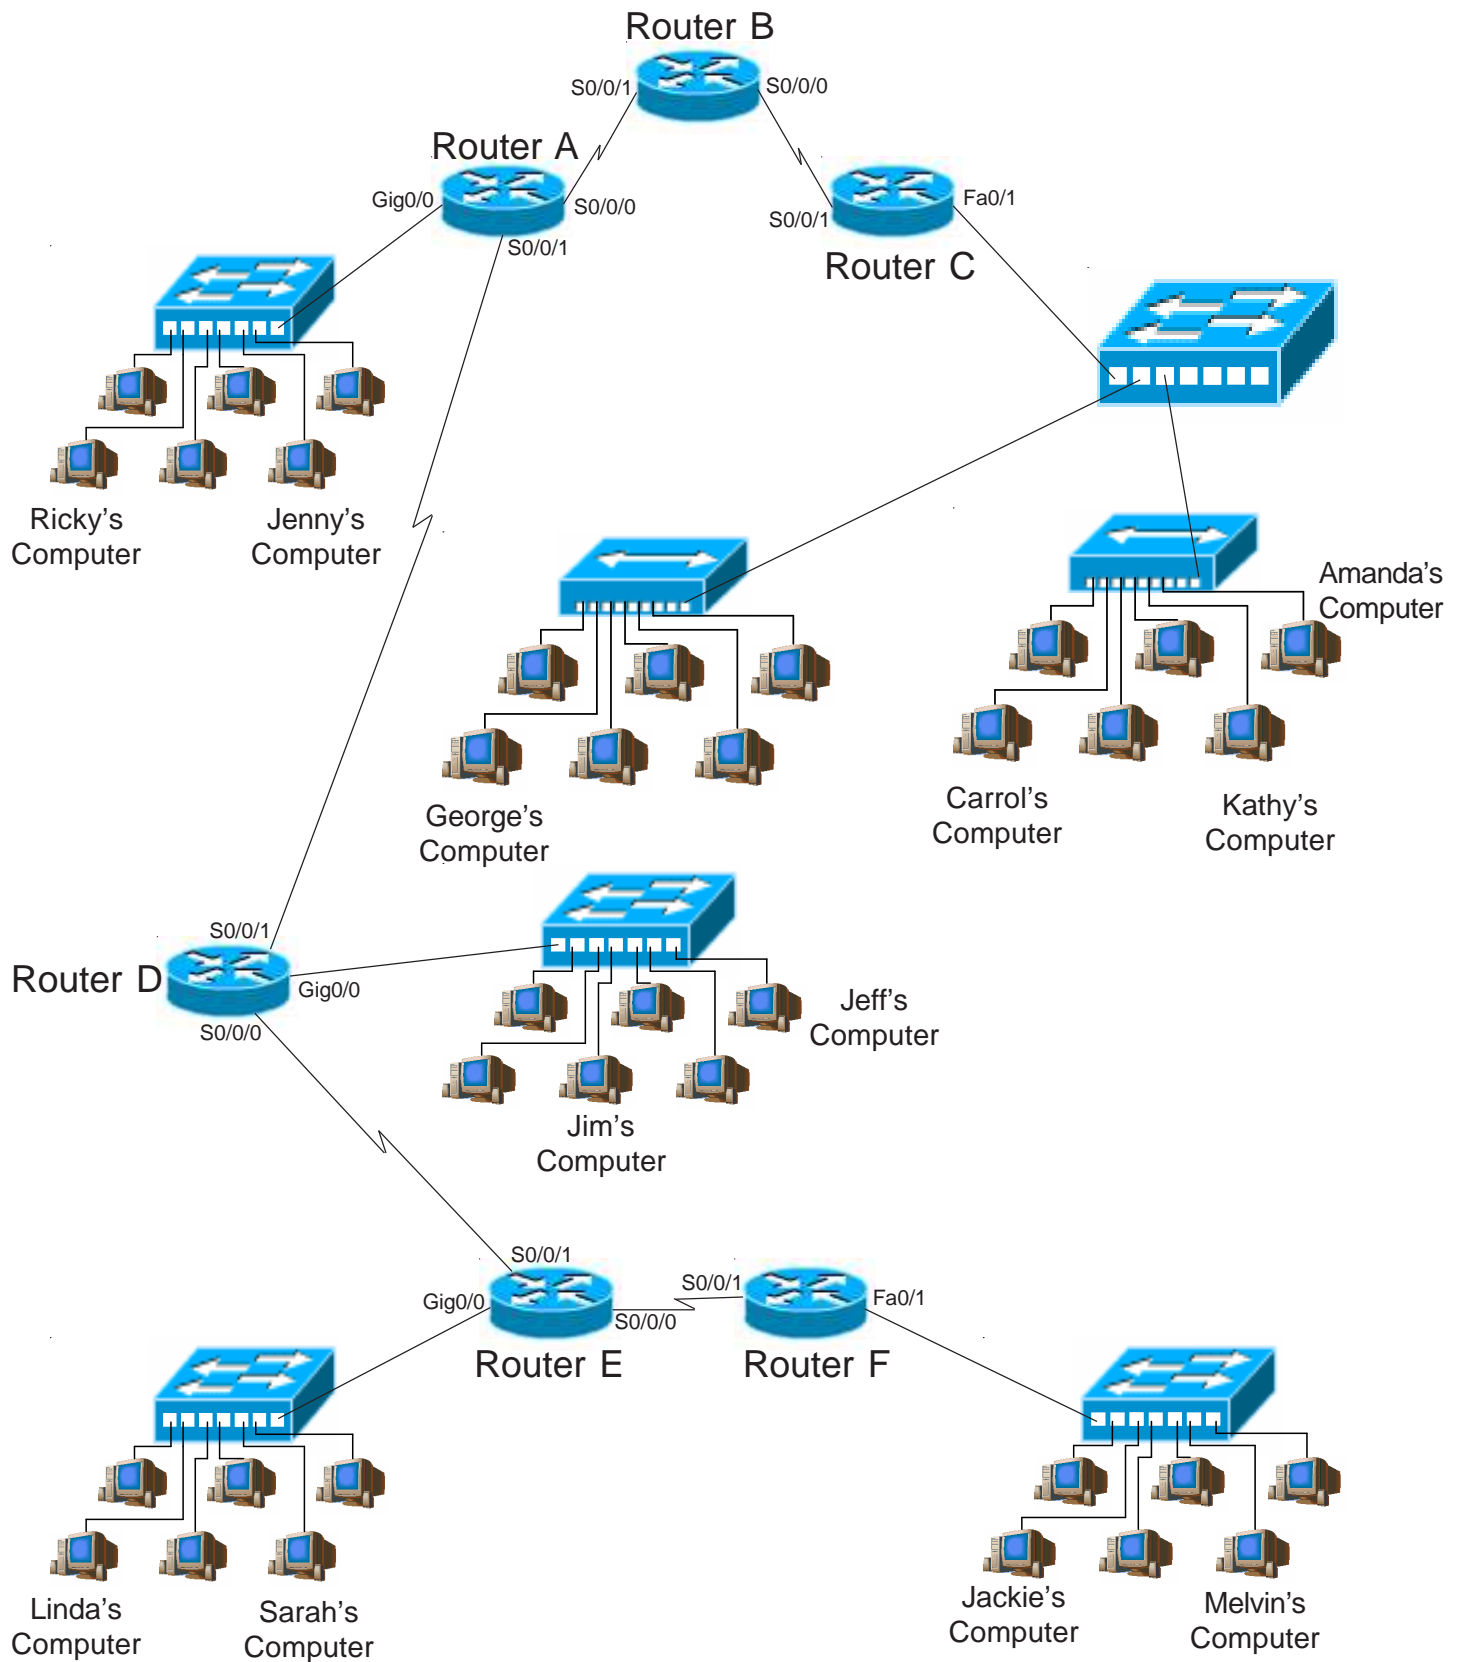 Router B
S0/0/1
S0/0/0
Router A
Gig0/0
S0/0/0
S0/0/1
Fa0/1
S0/0/1
Router C
Ricky's
Computer
Jenny's
Computer
Amanda's
Computer
George's
Computer
Carrol's
Computer
Kathy's
Computer
S0/0/1
Router D
Gig0/0
S0/0/0
Jeff's
Computer
Jim's
Computer
S0/0/1
Gig0/0
S0/0/0
Router E
S0/0/1
Fa0/1
Router F
Linda's
Computer
Sarah's
Computer
Jackie's
Computer
Melvin's
Computer